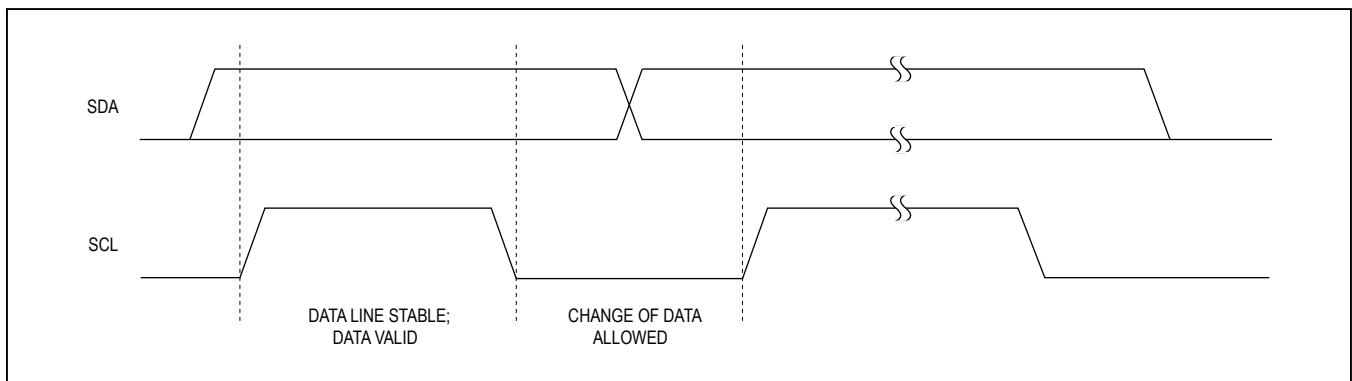 SDA
SCL
DATA LINE STABLE;
DATA VALID
CHANGE OF DATA
ALLOWED